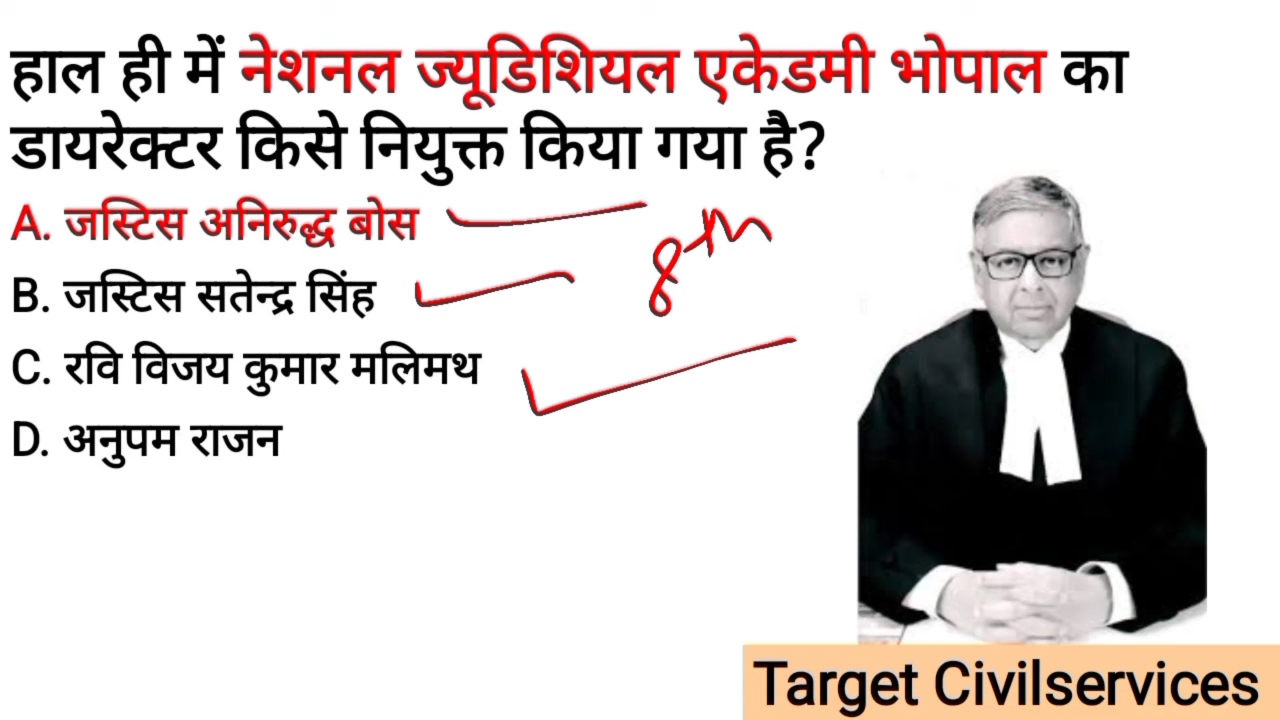 हाल ही में नेशनल ज्यूडिशियल एकेडमी भोपाल का
डायरेक्टर किसे नियुक्त किया गया है?
A. जस्टिस अनिरुद्ध बोस
8th
B. जस्टिस सतेन्द्र सिंह
C. रवि विजय कुमार मलिमथ
D. अनुपम राजन
Target Civilservices